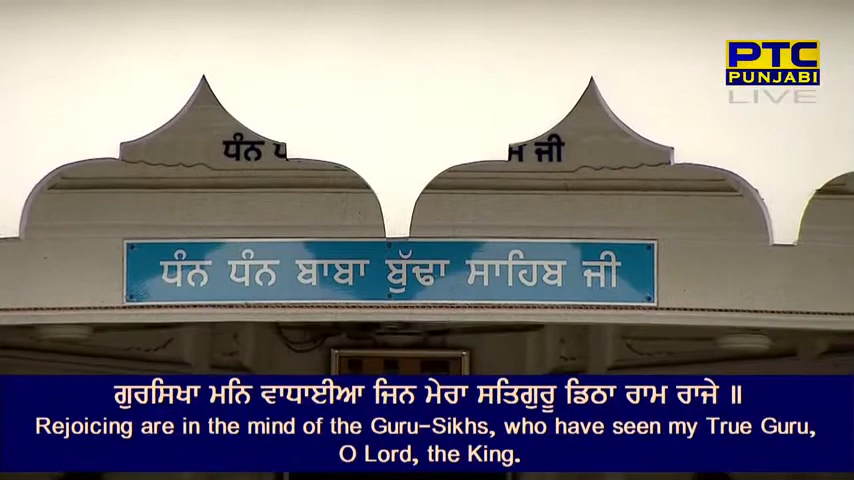 PTC
PUNJABI
LIVE
ਧੰਨ
ਜੀ
ਧੰਨ ਧੰਨ ਬਾਬਾ ਬੁੱਢਾ ਸਾਹਿਬ ਜੀ
ਗੁਰਸਿਖਾ ਮਨਿ ਵਾਧਾਈਆ ਜਿਨ ਮੇਰਾ ਸਤਿਗੁਰੂ ਡਿਠਾ ਰਾਮ ਰਾਜੇ ॥
Rejoicing are in the mind of the Guru-Sikhs, who have seen my True Guru,
O Lord, the King.